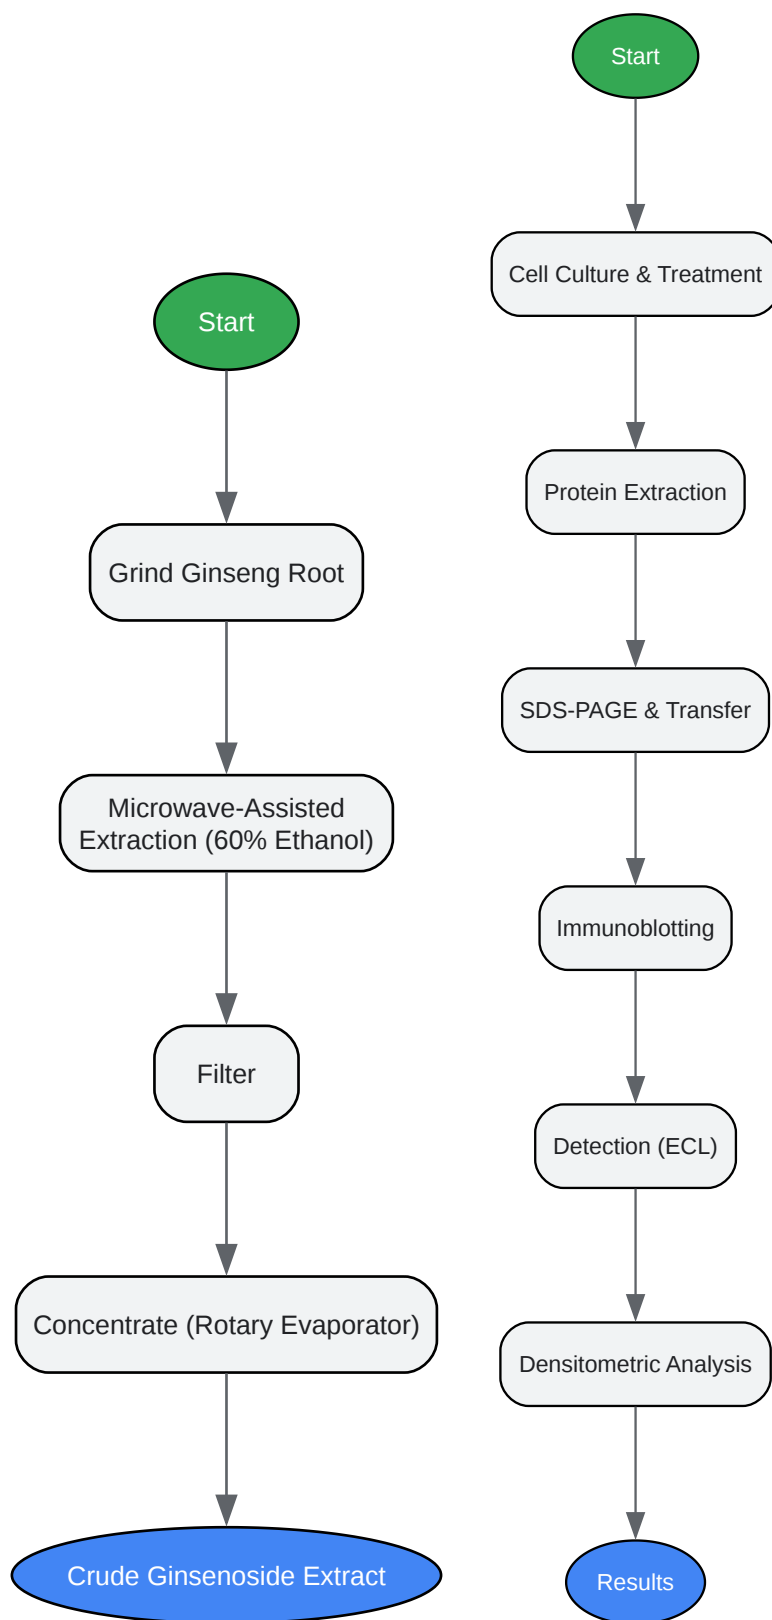 Start
Grind Ginseng Root
Microwave-Assisted
Extraction (60% Ethanol)
Filter
Concentrate (Rotary Evaporator)
Crude Ginsenoside Extract
Start
Cell Culture & Treatment
Protein Extraction
SDS-PAGE & Transfer
Immunoblotting
Detection (ECL)
Densitometric Analysis
Results